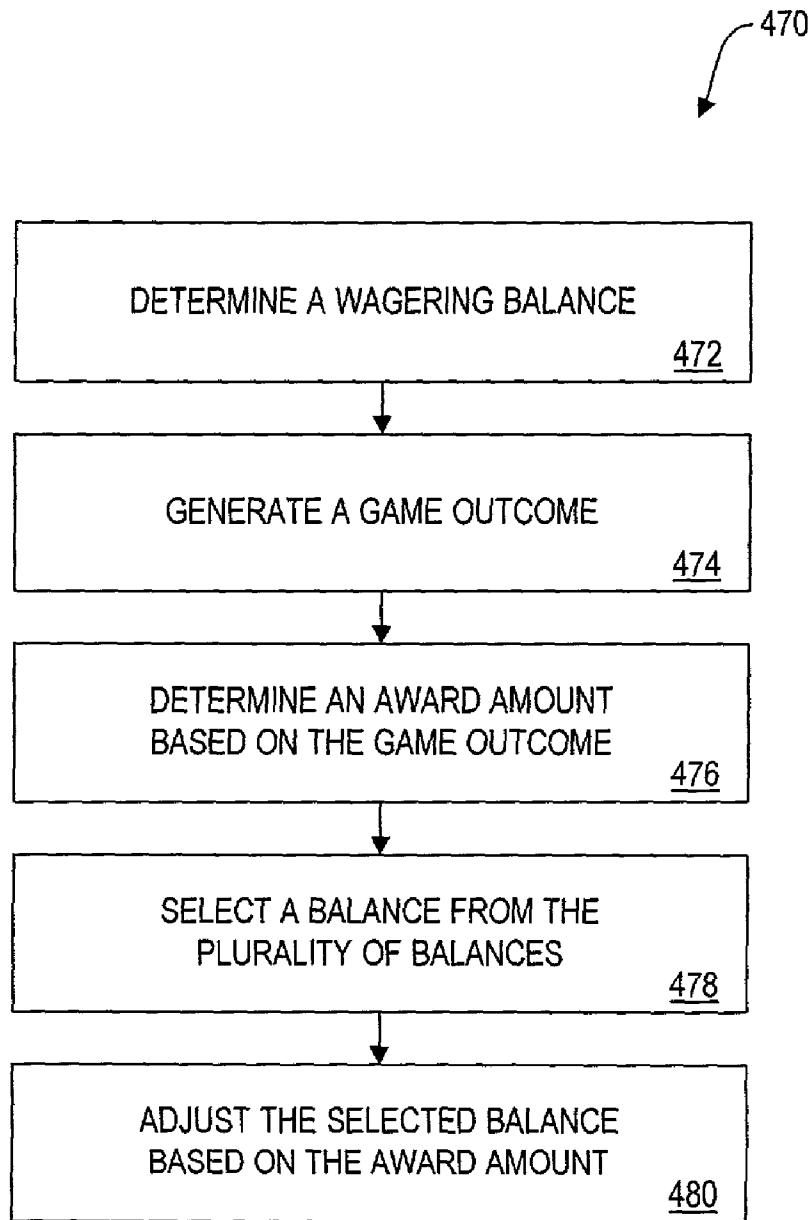 470
DETERMINE A WAGERING BALANCE
472
GENERATE A GAME OUTCOME
474
DETERMINE AN AWARD AMOUNT
BASED ON THE GAME OUTCOME
476
SELECT A BALANCE FROM THE
PLURALITY OF BALANCES
478
ADJUST THE SELECTED BALANCE
BASED ON THE AWARD AMOUNT
480